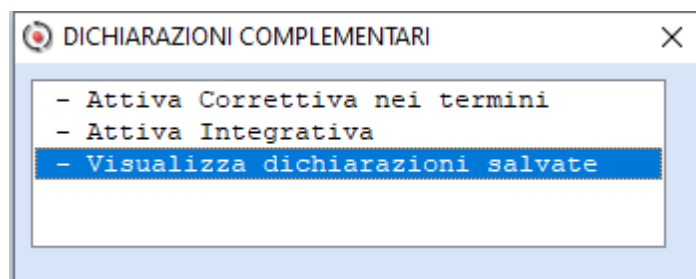 DICHIARAZIONI COMPLEMENTARI
- Attiva Correttiva nei termini
- Attiva Integrativa
- Visualizza dichiarazioni salvate